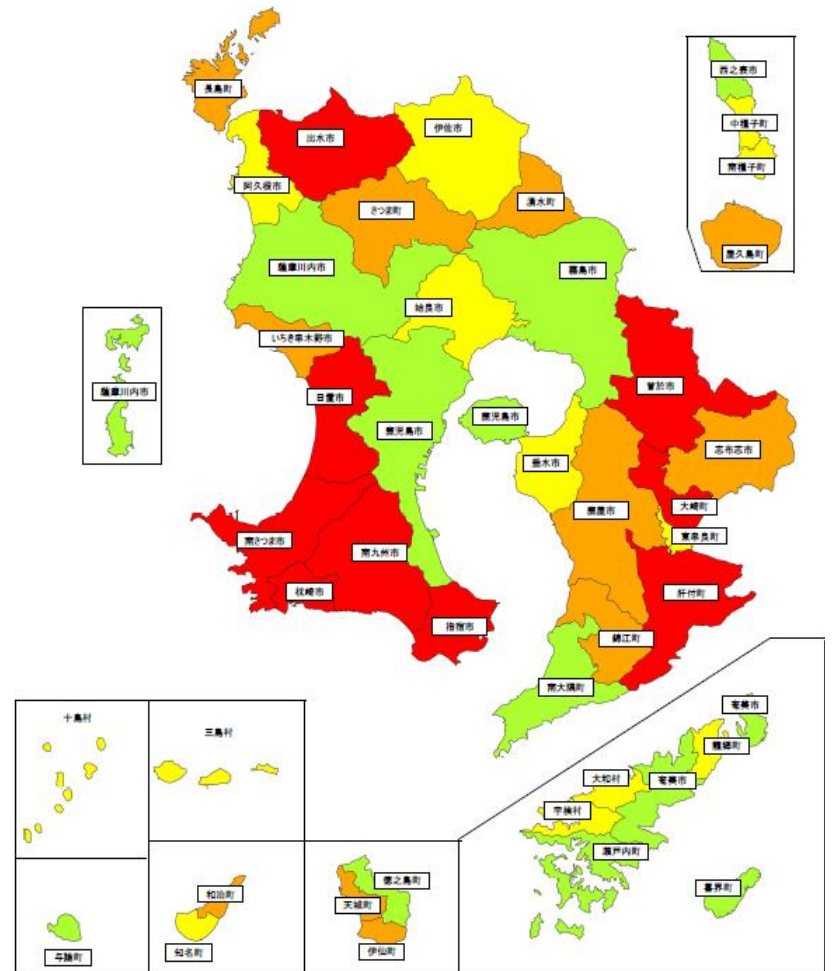 長島町
出水市
伊佐市
阿久根市
さつま町
湧水町
薩摩川内市
霧島市
姶良市
いちき串木野市
日置市
鹿児島市
鹿児島市
曽於市
志布志市
垂水市
鹿屋市
大崎町
東串良町
南さつま市
南九州市
枕崎市
指宿市
肝付町
錦江町
南大隅町
西之表市
中種子町
南種子町
屋久島町
薩摩川内市
十島村
三島村
与論町
和泊町
知名町
徳之島町
天城町
伊仙町
奄美市
龍郷町
大和村
奄美市
宇検村
瀬戸内町
喜界町